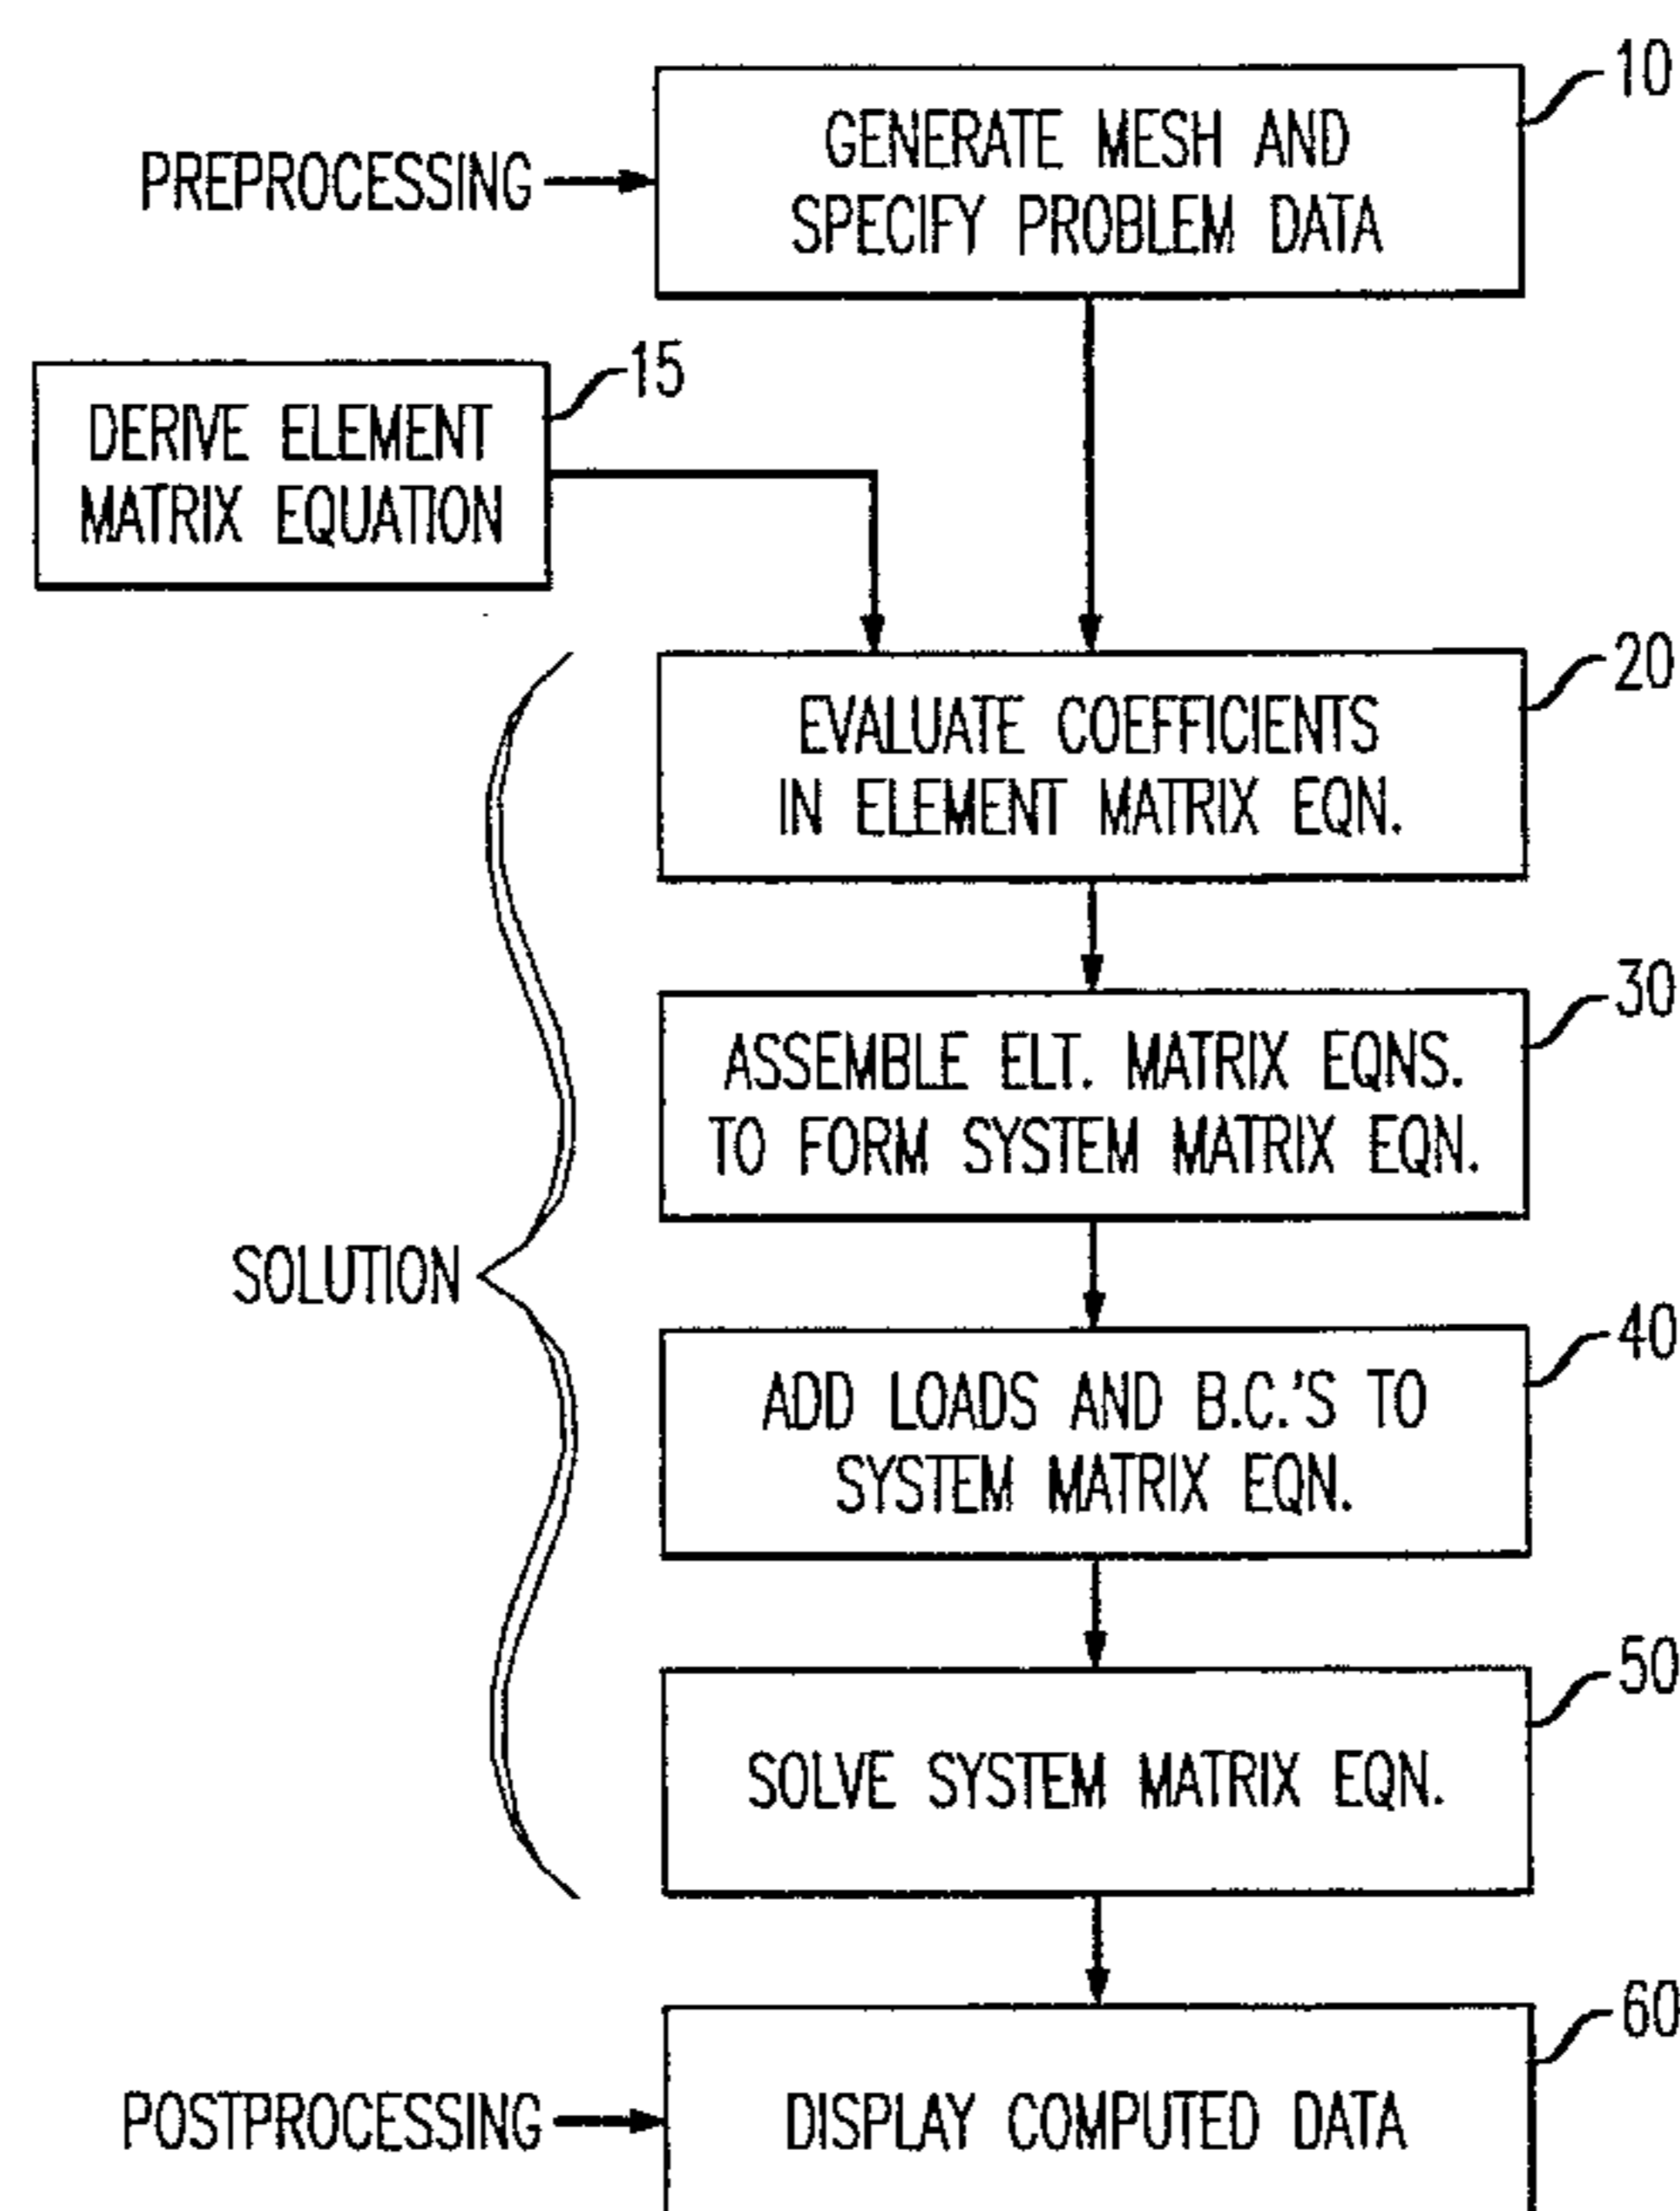 10
PREPROCESSING
GENERATE MESH AND
SPECIFY PROBLEM DATA
15
DERIVE ELEMENT
MATRIX EQUATION
20
EVALUATE COEFFICIENTS
IN ELEMENT MATRIX EQN.
30
ASSEMBLE ELT. MATRIX EQNS.
TO FORM SYSTEM MATRIX EQN.
SOLUTION
40
ADD LOADS AND B.C.'S TO
SYSTEM MATRIX EQN.
50
SOLVE SYSTEM MATRIX EQN.
60
POSTPROCESSING
DISPLAY COMPUTED DATA